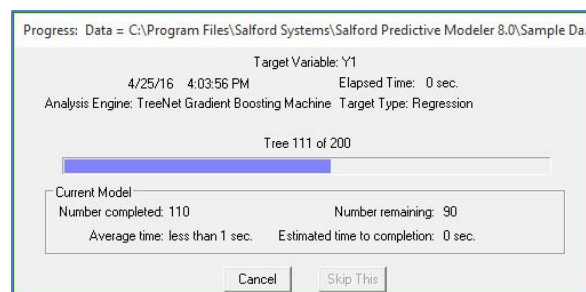 Progress: Data = C:\Program Files\Salford Systems\Salford Predictive Modeler 8.0\Sample Da.
Target Variable: Y1
4/25/16 4:03:56 PM Elapsed Time: 0 sec.
Analysis Engine: TreeNet Gradient Boosting Machine Target Type: Regression
Tree 111 of 200
Current Model
Number completed: 110 Number remaining: 90
Average time: less than 1 sec. Estimated time to completion: 0 sec.
Cancel Skip This